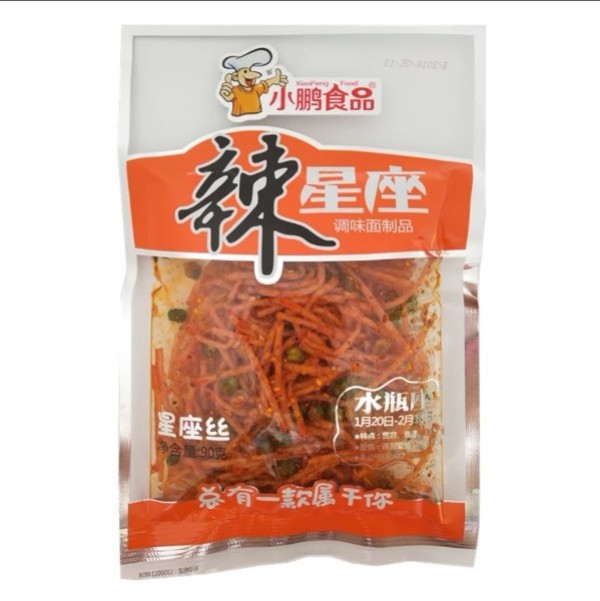 XiaoPeng Food
小鹏食品®
辣星座
调味面制品
水瓶座
1月20日-2月
星座丝
净含量:90克
总有一款属于你